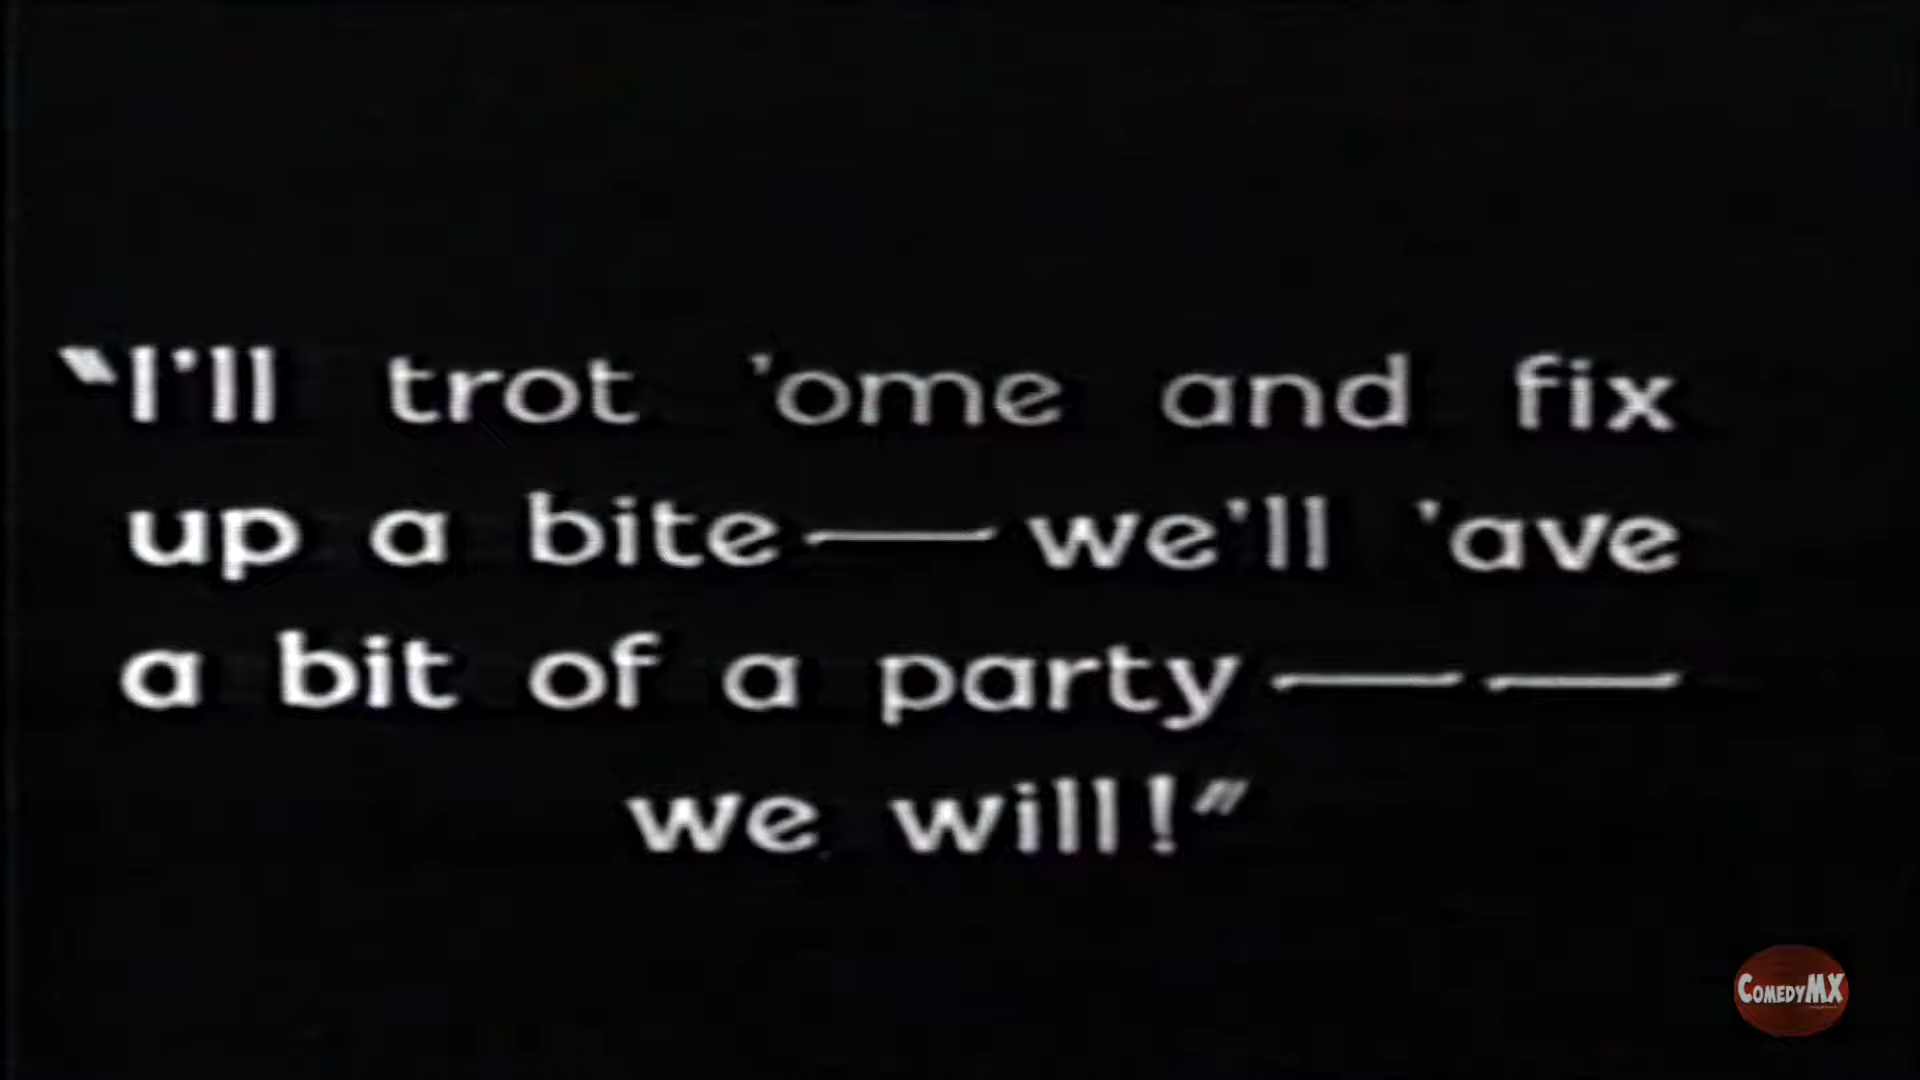 "I'll trot 'ome and fix
up a bite—we'll 'ave
a bit of a party— —
we will!"
COMEDYMX